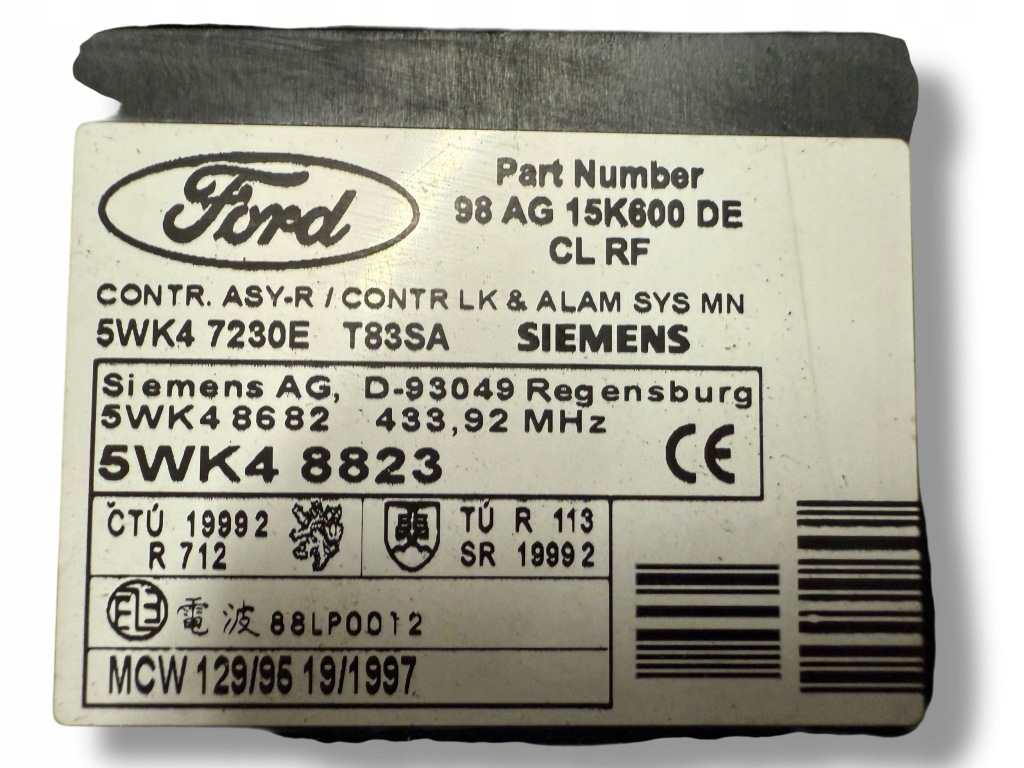 Ford
Part Number
98 AG 15K600 DE
CL RF
CONTR. ASY-R / CONTR LK & ALAM SYS MN
5WK4 7230E T83SA SIEMENS
Siemens AG, D-93049 Regensburg
5WK4 8682 433,92 MHz
5WK4 8823 CE
ČTÚ 1999 2
R 712
TÚ R 113
SR 1999 2
電波 88LP0012
MCW 129/95 19/1997